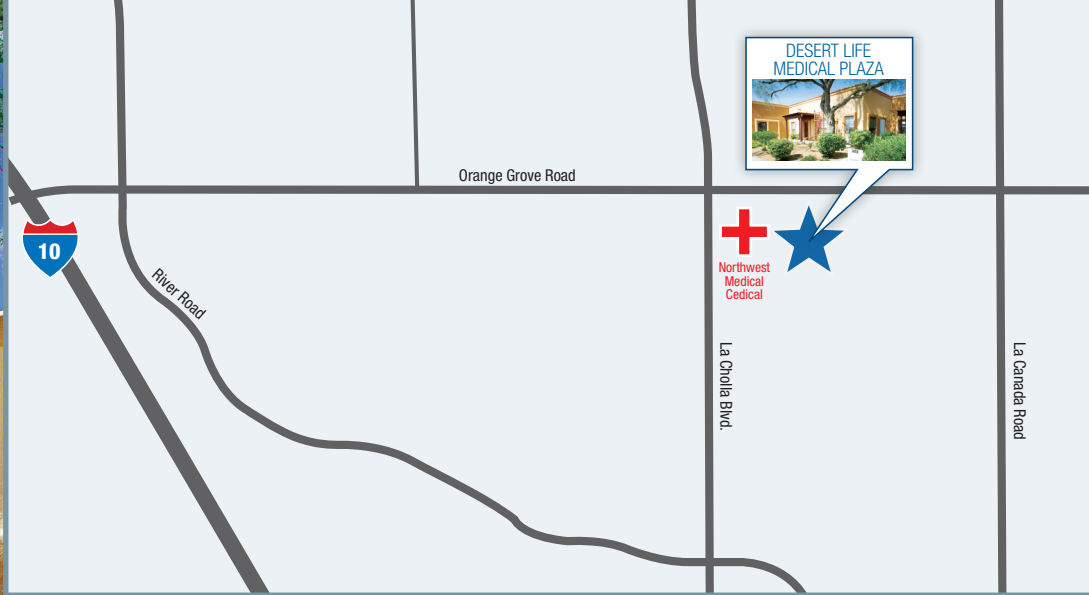 DESERT LIFE
MEDICAL PLAZA
Orange Grove Road
10
River Road
Northwest
Medical
Cedical
La Cholla Blvd.
La Canada Road